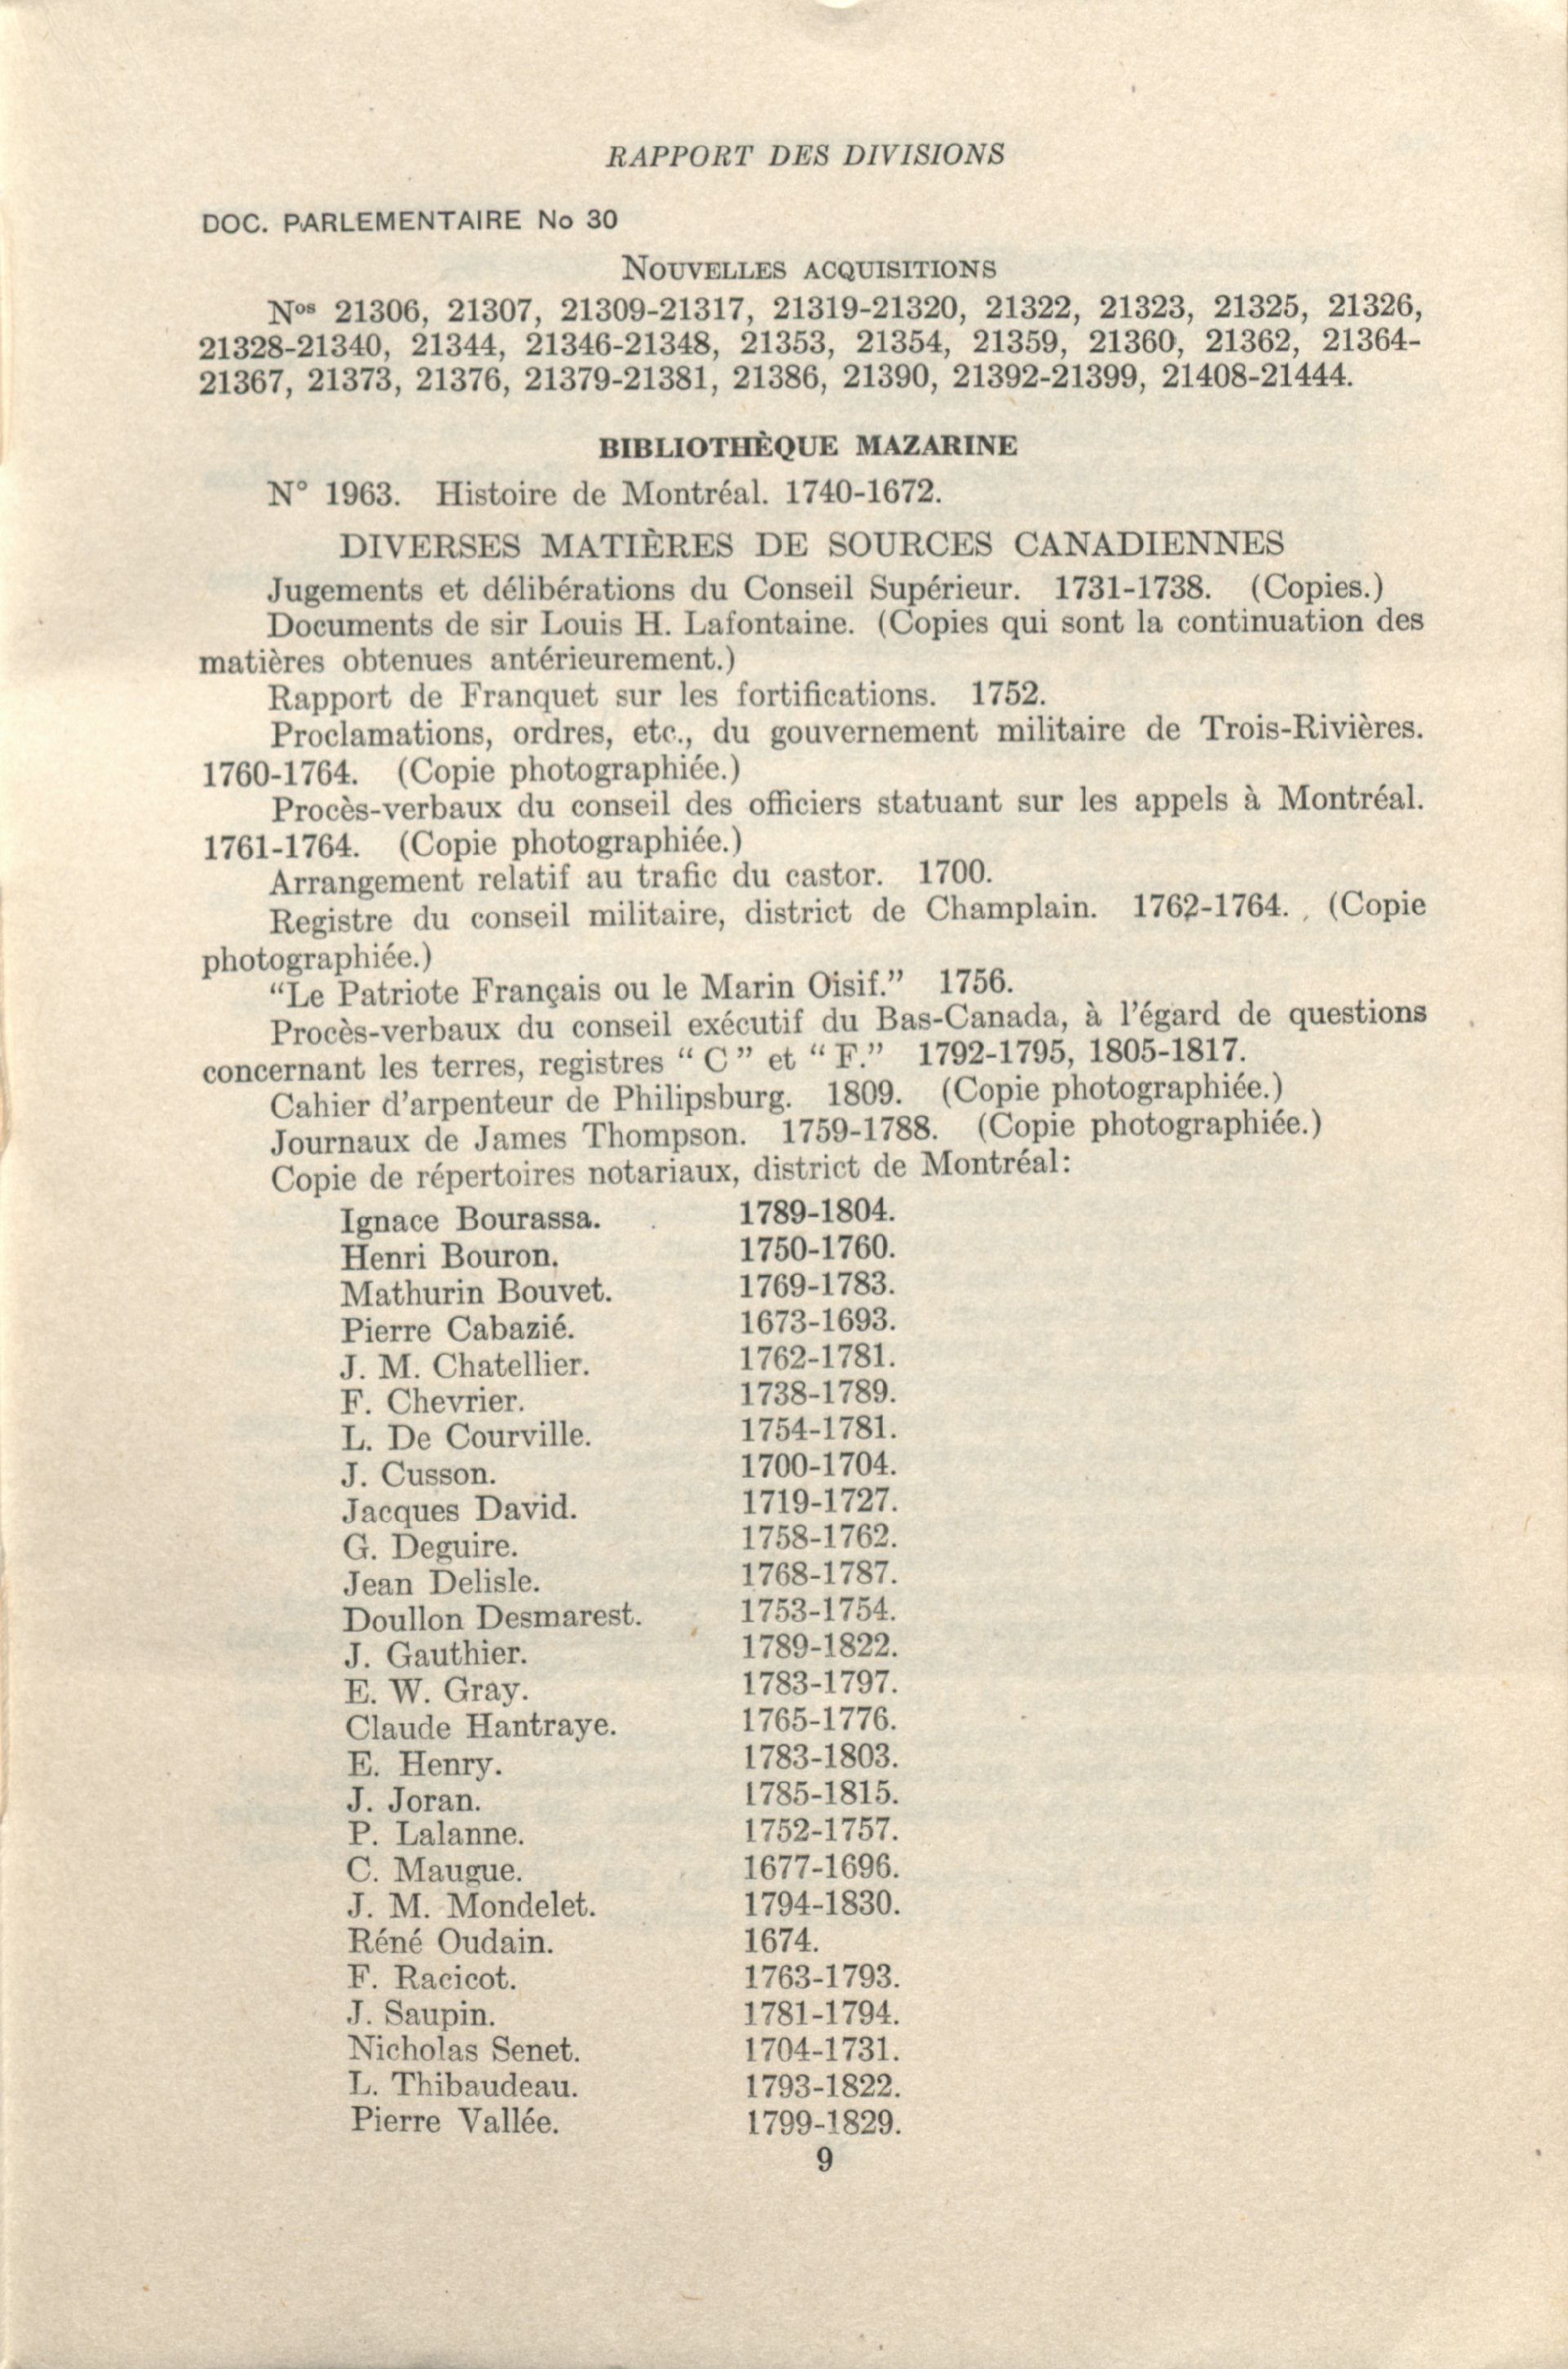 RAPPORT DES DIVISIONS
DOC. PARLEMENTAIRE No 30
NOUVELLES ACQUISITIONS
Nos 21306, 21307, 21309-21317, 21319-21320, 21322, 21323, 21325, 21326,
21328-21340, 21344, 21346-21348, 21353, 21354, 21359, 21360, 21362, 21364-
21367, 21373, 21376, 21379-21381, 21386, 21390, 21392-21399, 21408-21444.
BIBLIOTHÈQUE MAZARINE
N° 1963. Histoire de Montréal. 1740-1672.
DIVERSES MATIÈRES DE SOURCES CANADIENNES
Jugements et délibérations du Conseil Supérieur. 1731-1738. (Copies.)
Documents de sir Louis H. Lafontaine. (Copies qui sont la continuation des
matières obtenues antérieurement.)
Rapport de Franquet sur les fortifications. 1752.
Proclamations, ordres, etc., du gouvernement militaire de Trois-Rivières.
1760-1764. (Copie photographiée.)
Procès-verbaux du conseil des officiers statuant sur les appels à Montréal.
1761-1764. (Copie photographiée.)
Arrangement relatif au trafic du castor. 1700.
Registre du conseil militaire, district de Champlain. 1762-1764. (Copie
photographiée.)
“Le Patriote Français ou le Marin Oisif.” 1756.
Procès-verbaux du conseil exécutif du Bas-Canada, à l’égard de questions
concernant les terres, registres “ C ” et “ F.” 1792-1795, 1805-1817.
Cahier d’arpenteur de Philipsburg. 1809. (Copie photographiée.)
Journaux de James Thompson. 1759-1788. (Copie photographiée.)
Copie de répertoires notariaux, district de Montréal:
Ignace Bourassa. 1789-1804.
Henri Bouron. 1750-1760.
Mathurin Bouvet. 1769-1783.
Pierre Cabazié. 1673-1693.
J. M. Chatellier. 1762-1781.
F. Chevrier. 1738-1789.
L. De Courville. 1754-1781.
J. Cusson. 1700-1704.
Jacques David. 1719-1727.
G. Deguire. 1758-1762.
Jean Delisle. 1768-1787.
Doullon Desmarest. 1753-1754.
J. Gauthier. 1789-1822.
E. W. Gray. 1783-1797.
Claude Hantraye. 1765-1776.
E. Henry. 1783-1803.
J. Joran. 1785-1815.
P. Lalanne. 1752-1757.
C. Maugue. 1677-1696.
J. M. Mondelet. 1794-1830.
Réné Oudain. 1674.
F. Racicot. 1763-1793.
J. Saupin. 1781-1794.
Nicholas Senet. 1704-1731.
L. Thibaudeau. 1793-1822.
Pierre Vallée. 1799-1829.
9